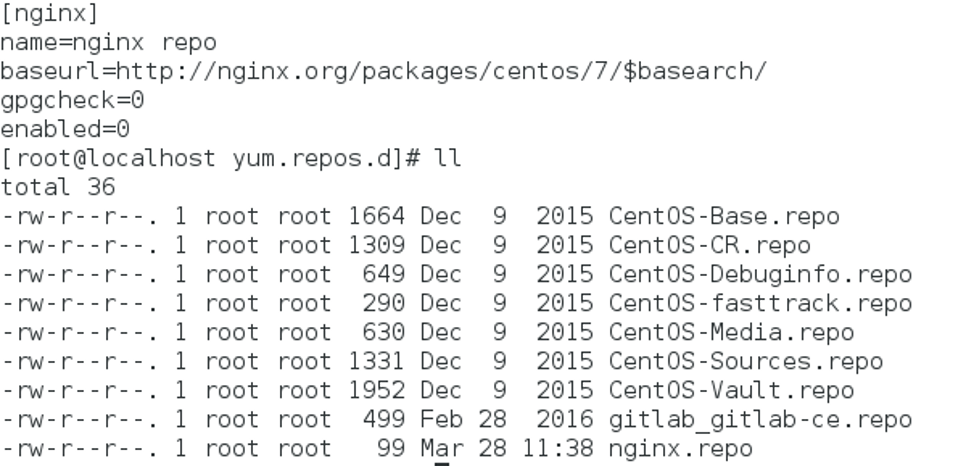 [nginx]
name=nginx repo
baseurl=http://nginx.org/packages/centos/7/$basearch/
gpgcheck=0
enabled=0
[root@localhost yum.repos.d]# ll
total 36
-rw-r--r--. 1 root root 1664 Dec  9  2015 CentOS-Base.repo
-rw-r--r--. 1 root root 1309 Dec  9  2015 CentOS-CR.repo
-rw-r--r--. 1 root root  649 Dec  9  2015 CentOS-Debuginfo.repo
-rw-r--r--. 1 root root  290 Dec  9  2015 CentOS-fasttrack.repo
-rw-r--r--. 1 root root  630 Dec  9  2015 CentOS-Media.repo
-rw-r--r--. 1 root root 1331 Dec  9  2015 CentOS-Sources.repo
-rw-r--r--. 1 root root 1952 Dec  9  2015 CentOS-Vault.repo
-rw-r--r--. 1 root root  499 Feb 28  2016 gitlab_gitlab-ce.repo
-rw-r--r--. 1 root root   99 Mar 28 11:38 nginx.repo